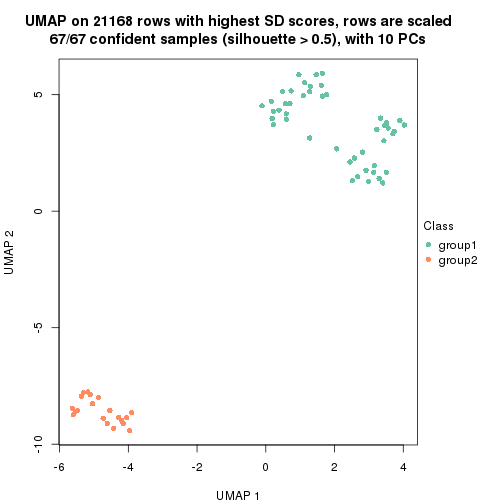 UMAP on 21168 rows with highest SD scores, rows are scaled
67/67 confident samples (silhouette > 0.5), with 10 PCs
5
0
-5
-10
UMAP 2
-6
-4
-2
0
2
4
UMAP 1
Class
group1
group2